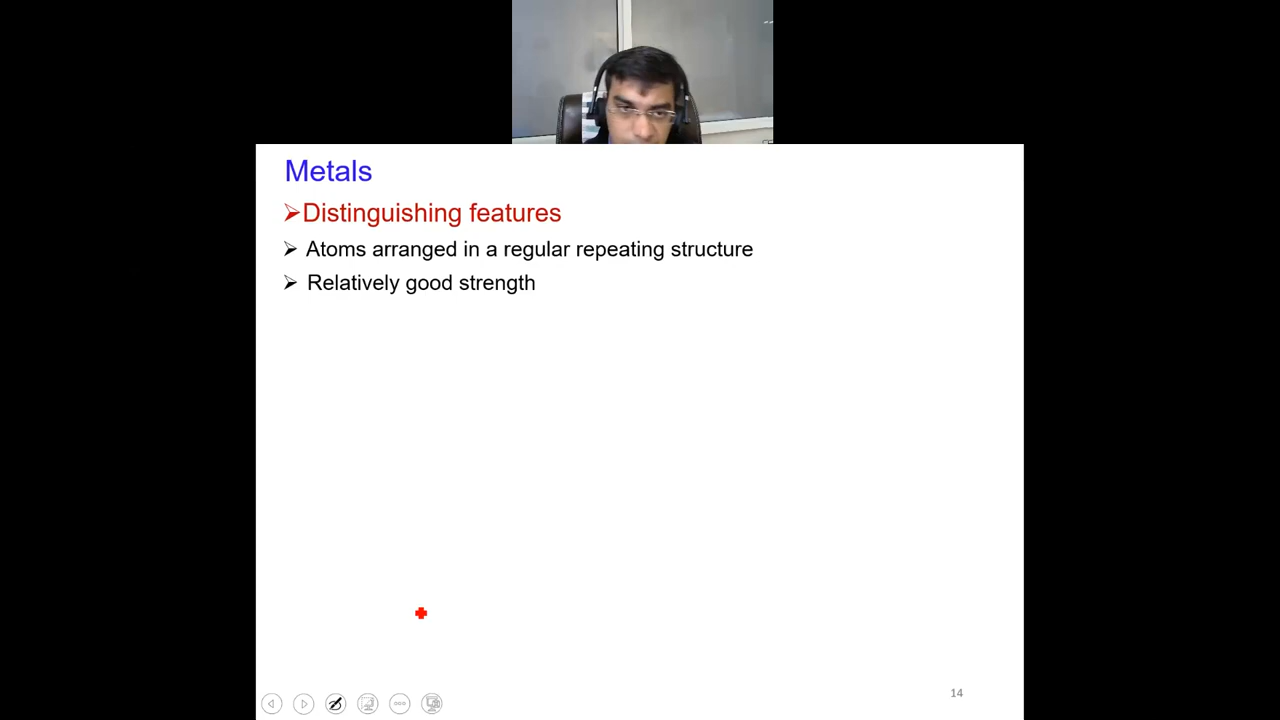 Metals
➢Distinguishing features
➢ Atoms arranged in a regular repeating structure
➢ Relatively good strength
14